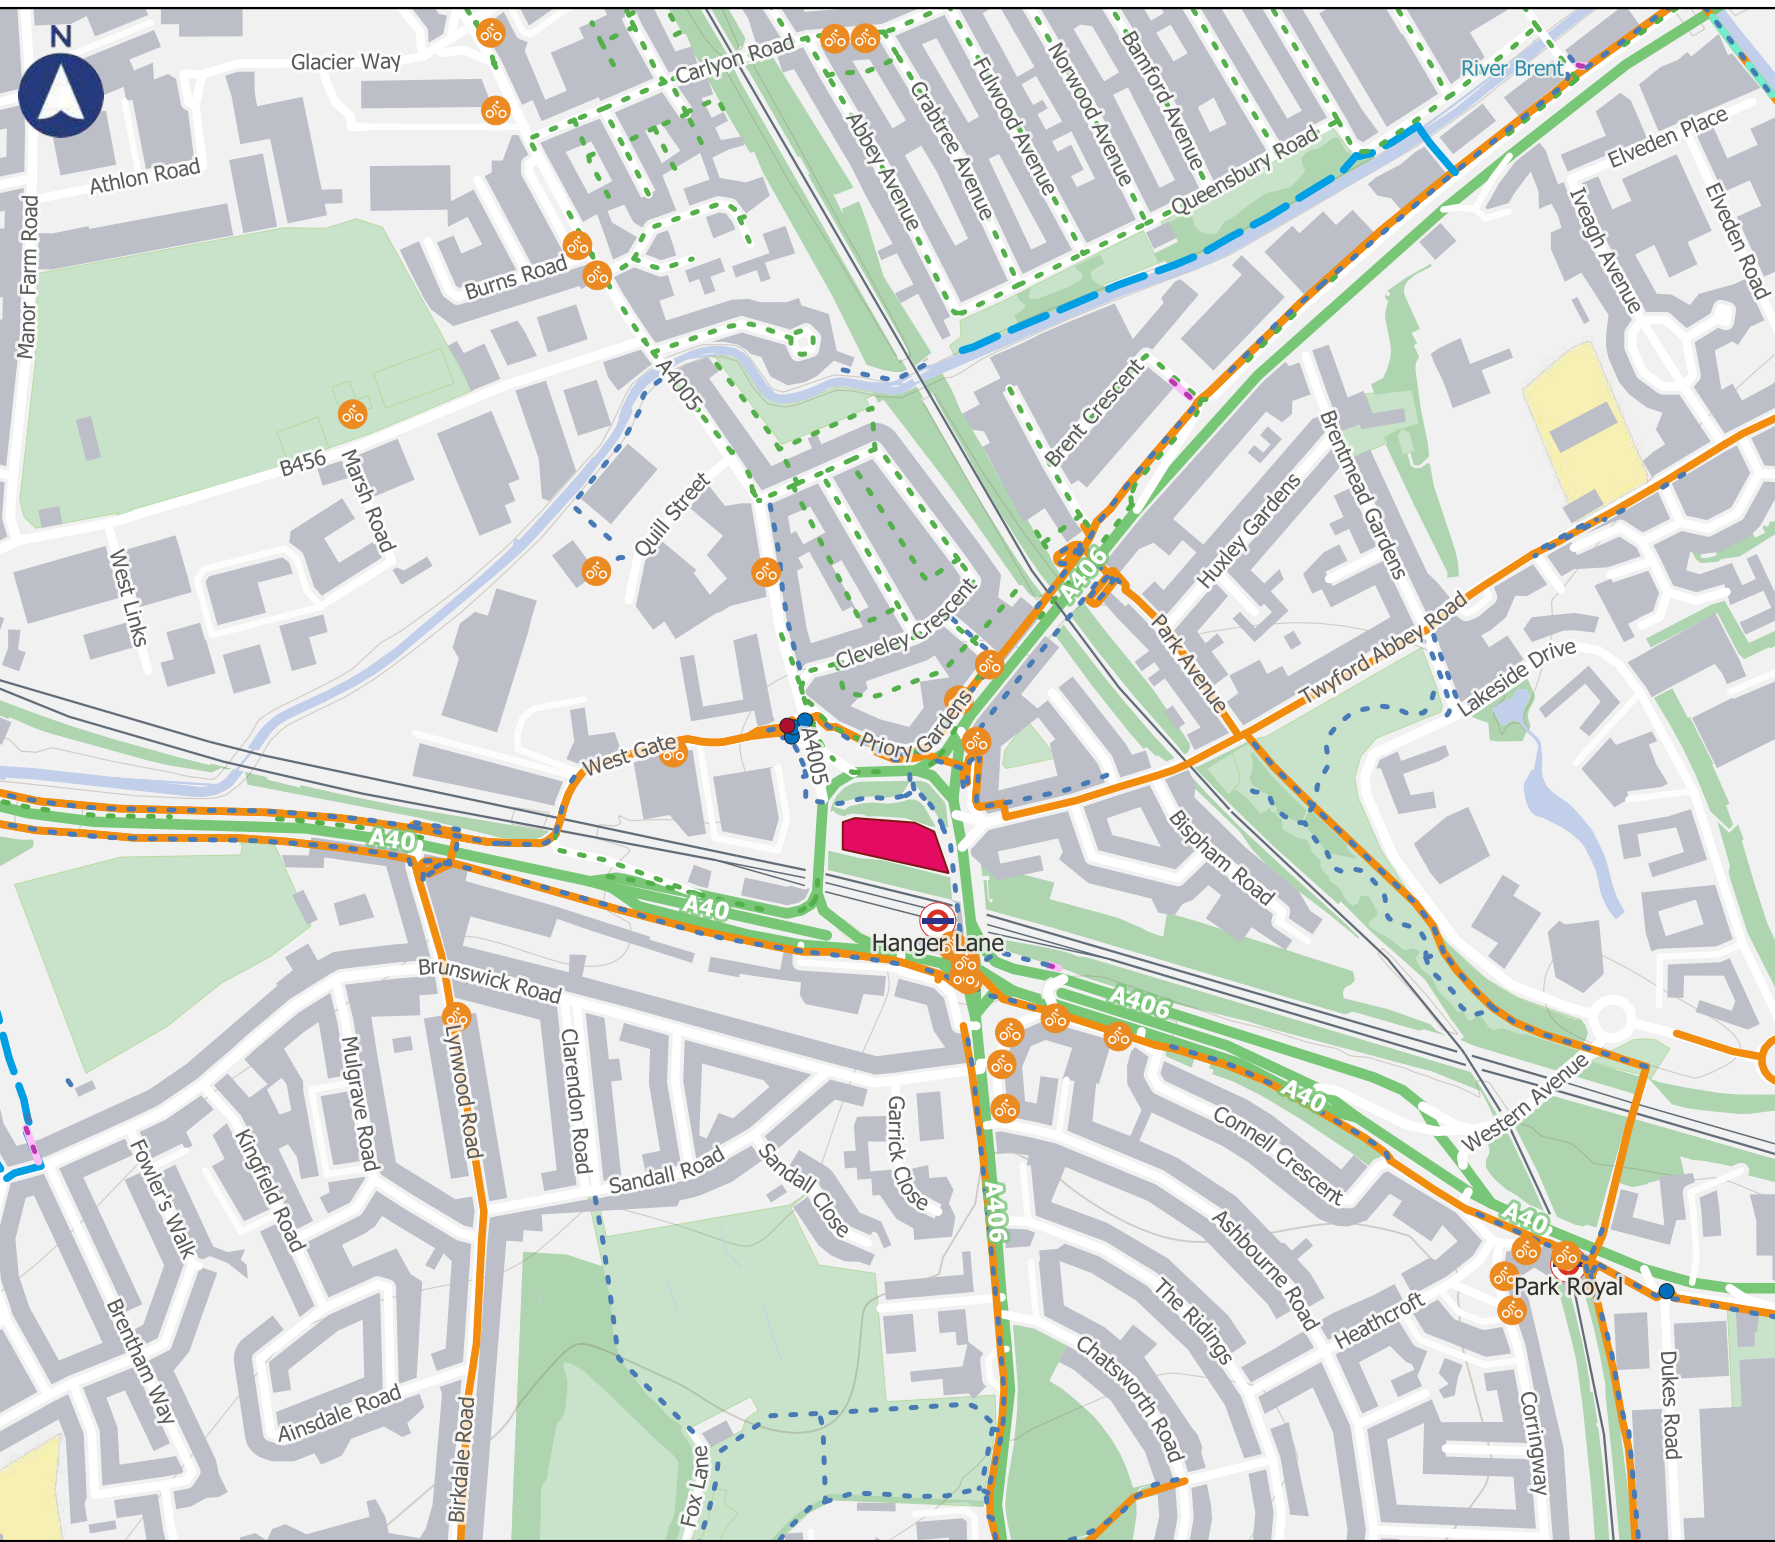 N
Glacier Way
Carlyon Road
River Brent
Athlon Road
Abbey Avenue
Crabtree Avenue
Fulwood Avenue
Norwood Avenue
Bamford Avenue
Queensbury Road
Elveden Place
Elveden Road
Iveagh Avenue
Manor Farm Road
Burns Road
A4005
B456
Marsh Road
Quill Street
Brent Crescent
Brentmead Gardens
Huxley Gardens
West Links
A406
Cleveley Crescent
Park Avenue
Twyford Abbey Road
Lakeside Drive
West Gate
A4005
Priory Gardens
A40
A40
Bispham Road
Hanger Lane
Brunswick Road
A406
A40
Western Avenue
Mulgrave Road
Lynwood Road
Clarendon Road
Garrick Close
Connell Crescent
Fowler's Walk
Kingfield Road
Sandall Road
Sandall Close
A406
Ashbourne Road
A40
Park Royal
The Ridings
Heathcroft
Brentham Way
Ainsdale Road
Birkdale Road
Chatsworth Road
Corringway
Dukes Road
Fox Lane